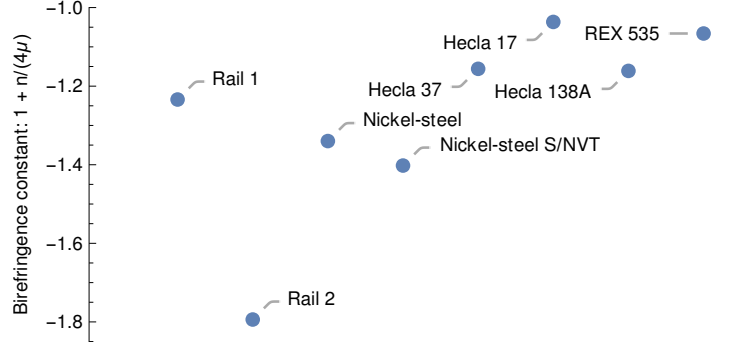 Birefringence constant: 1 + n/(4μ)
−1.0
−1.2
−1.4
−1.6
−1.8
Rail 1
Rail 2
Nickel-steel
Nickel-steel S/NVT
Hecla 37
Hecla 17
Hecla 138A
REX 535